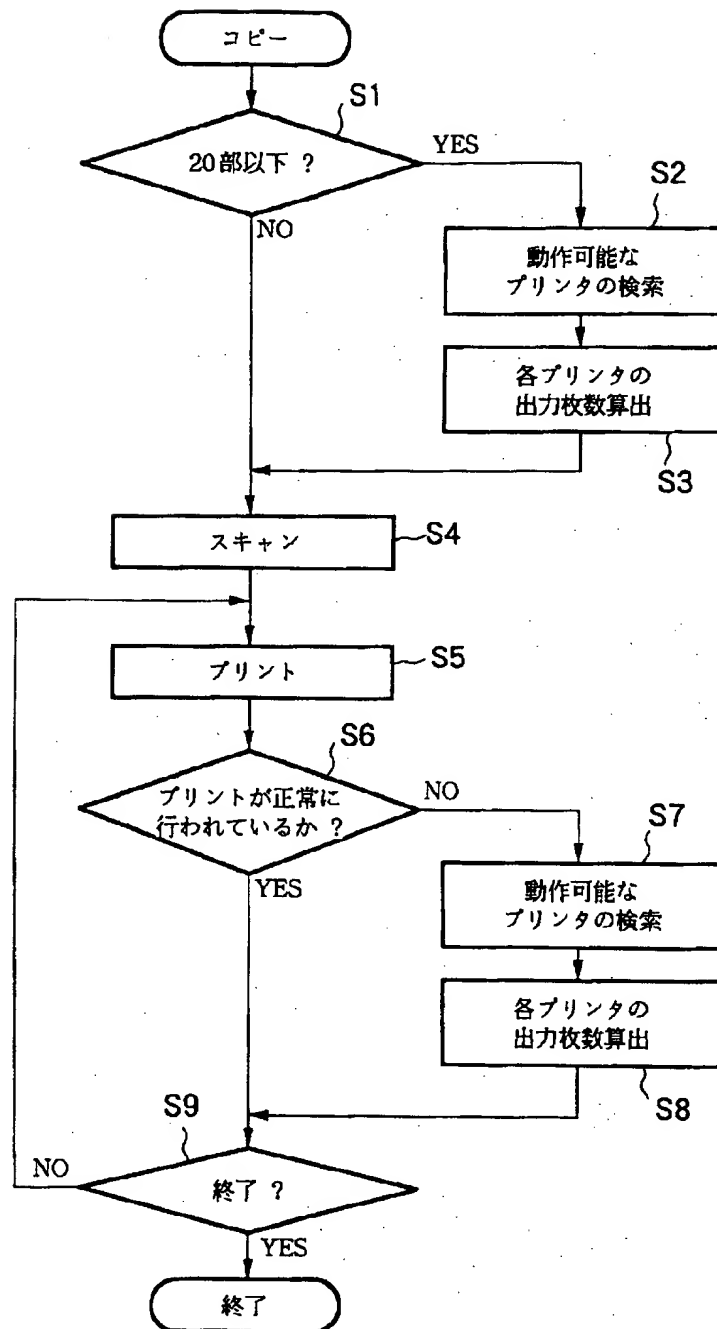 コピー
S1
20部以下 ?
YES
NO
S2
動作可能な
プリンタの検索
各プリンタの
出力枚数算出
S3
スキャン
S4
プリント
S5
S6
プリントが正常に
行われているか ?
NO
YES
S7
動作可能な
プリンタの検索
各プリンタの
出力枚数算出
S8
S9
NO
終了 ?
YES
終了